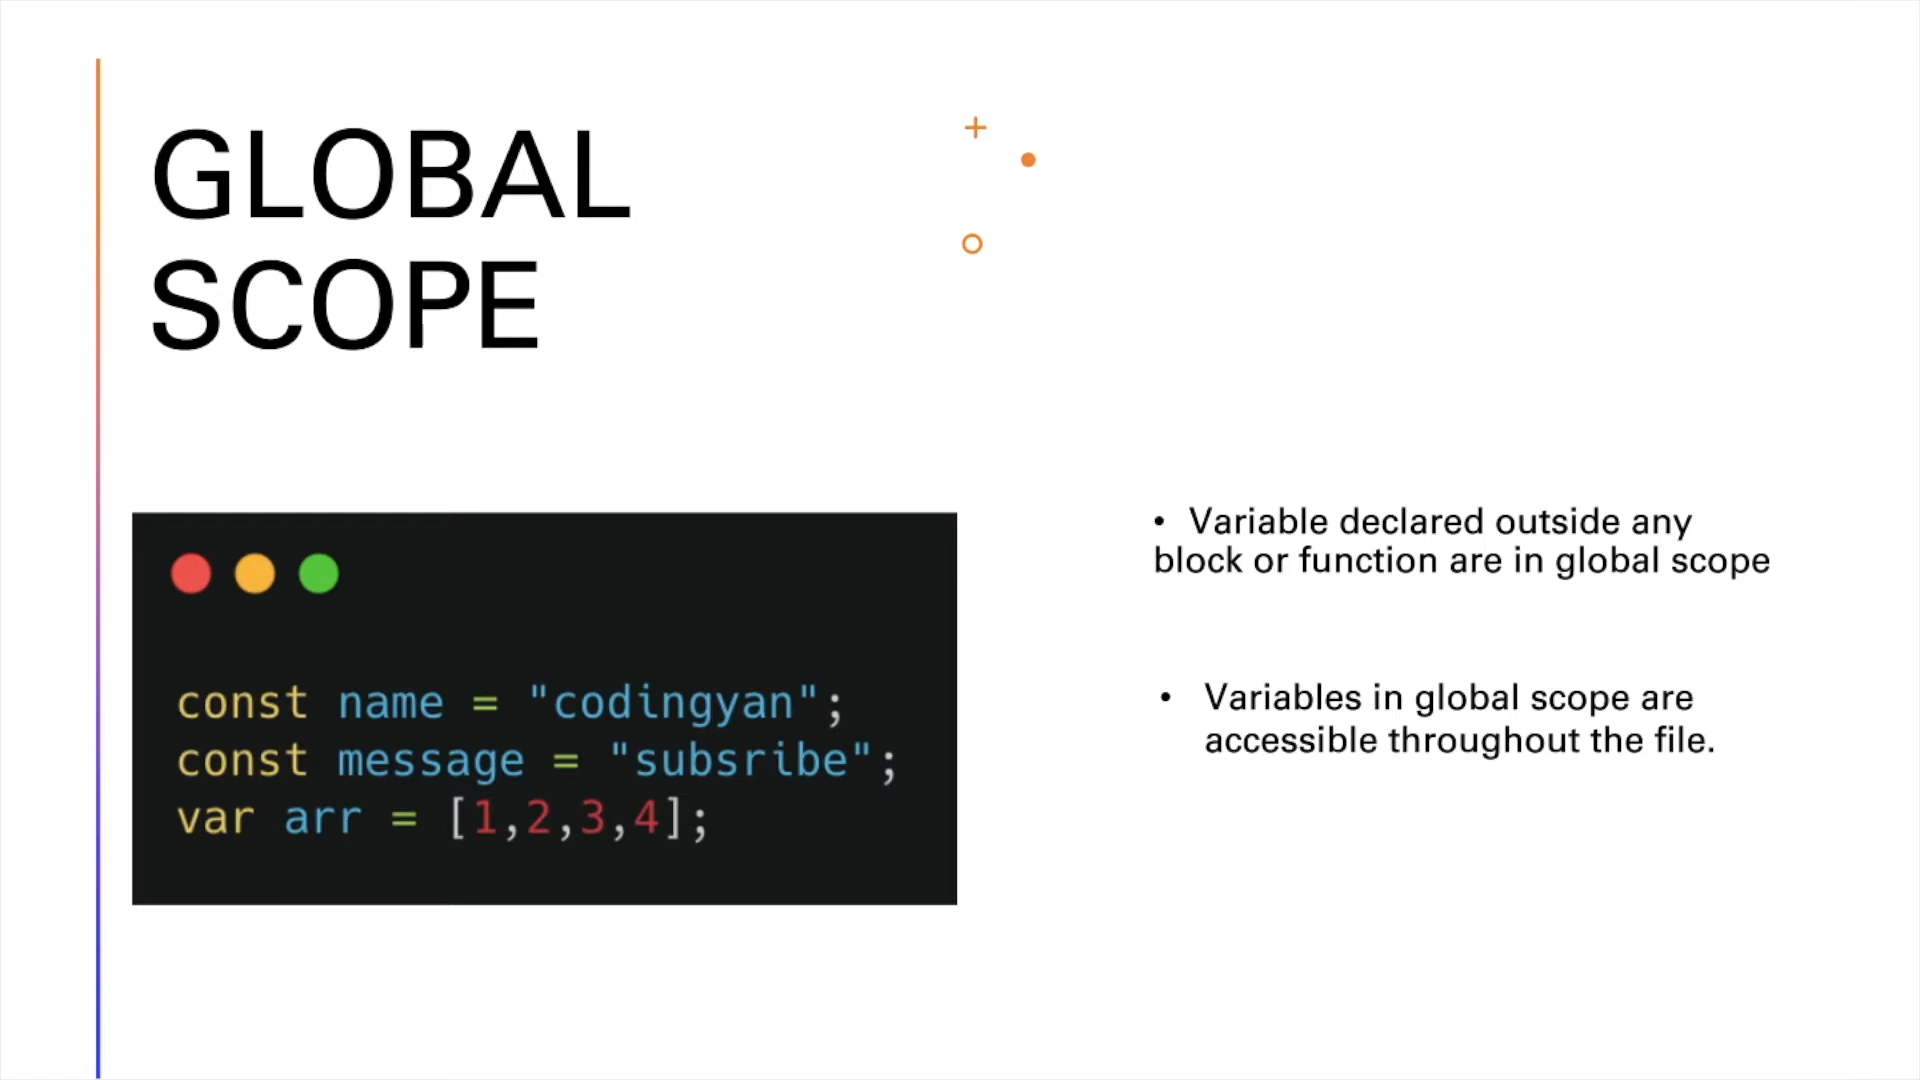 GLOBAL
SCOPE
const name = "codingyan";
const message = "subsribe";
var arr = [1,2,3,4];
• Variable declared outside any
block or function are in global scope
• Variables in global scope are
accessible throughout the file.